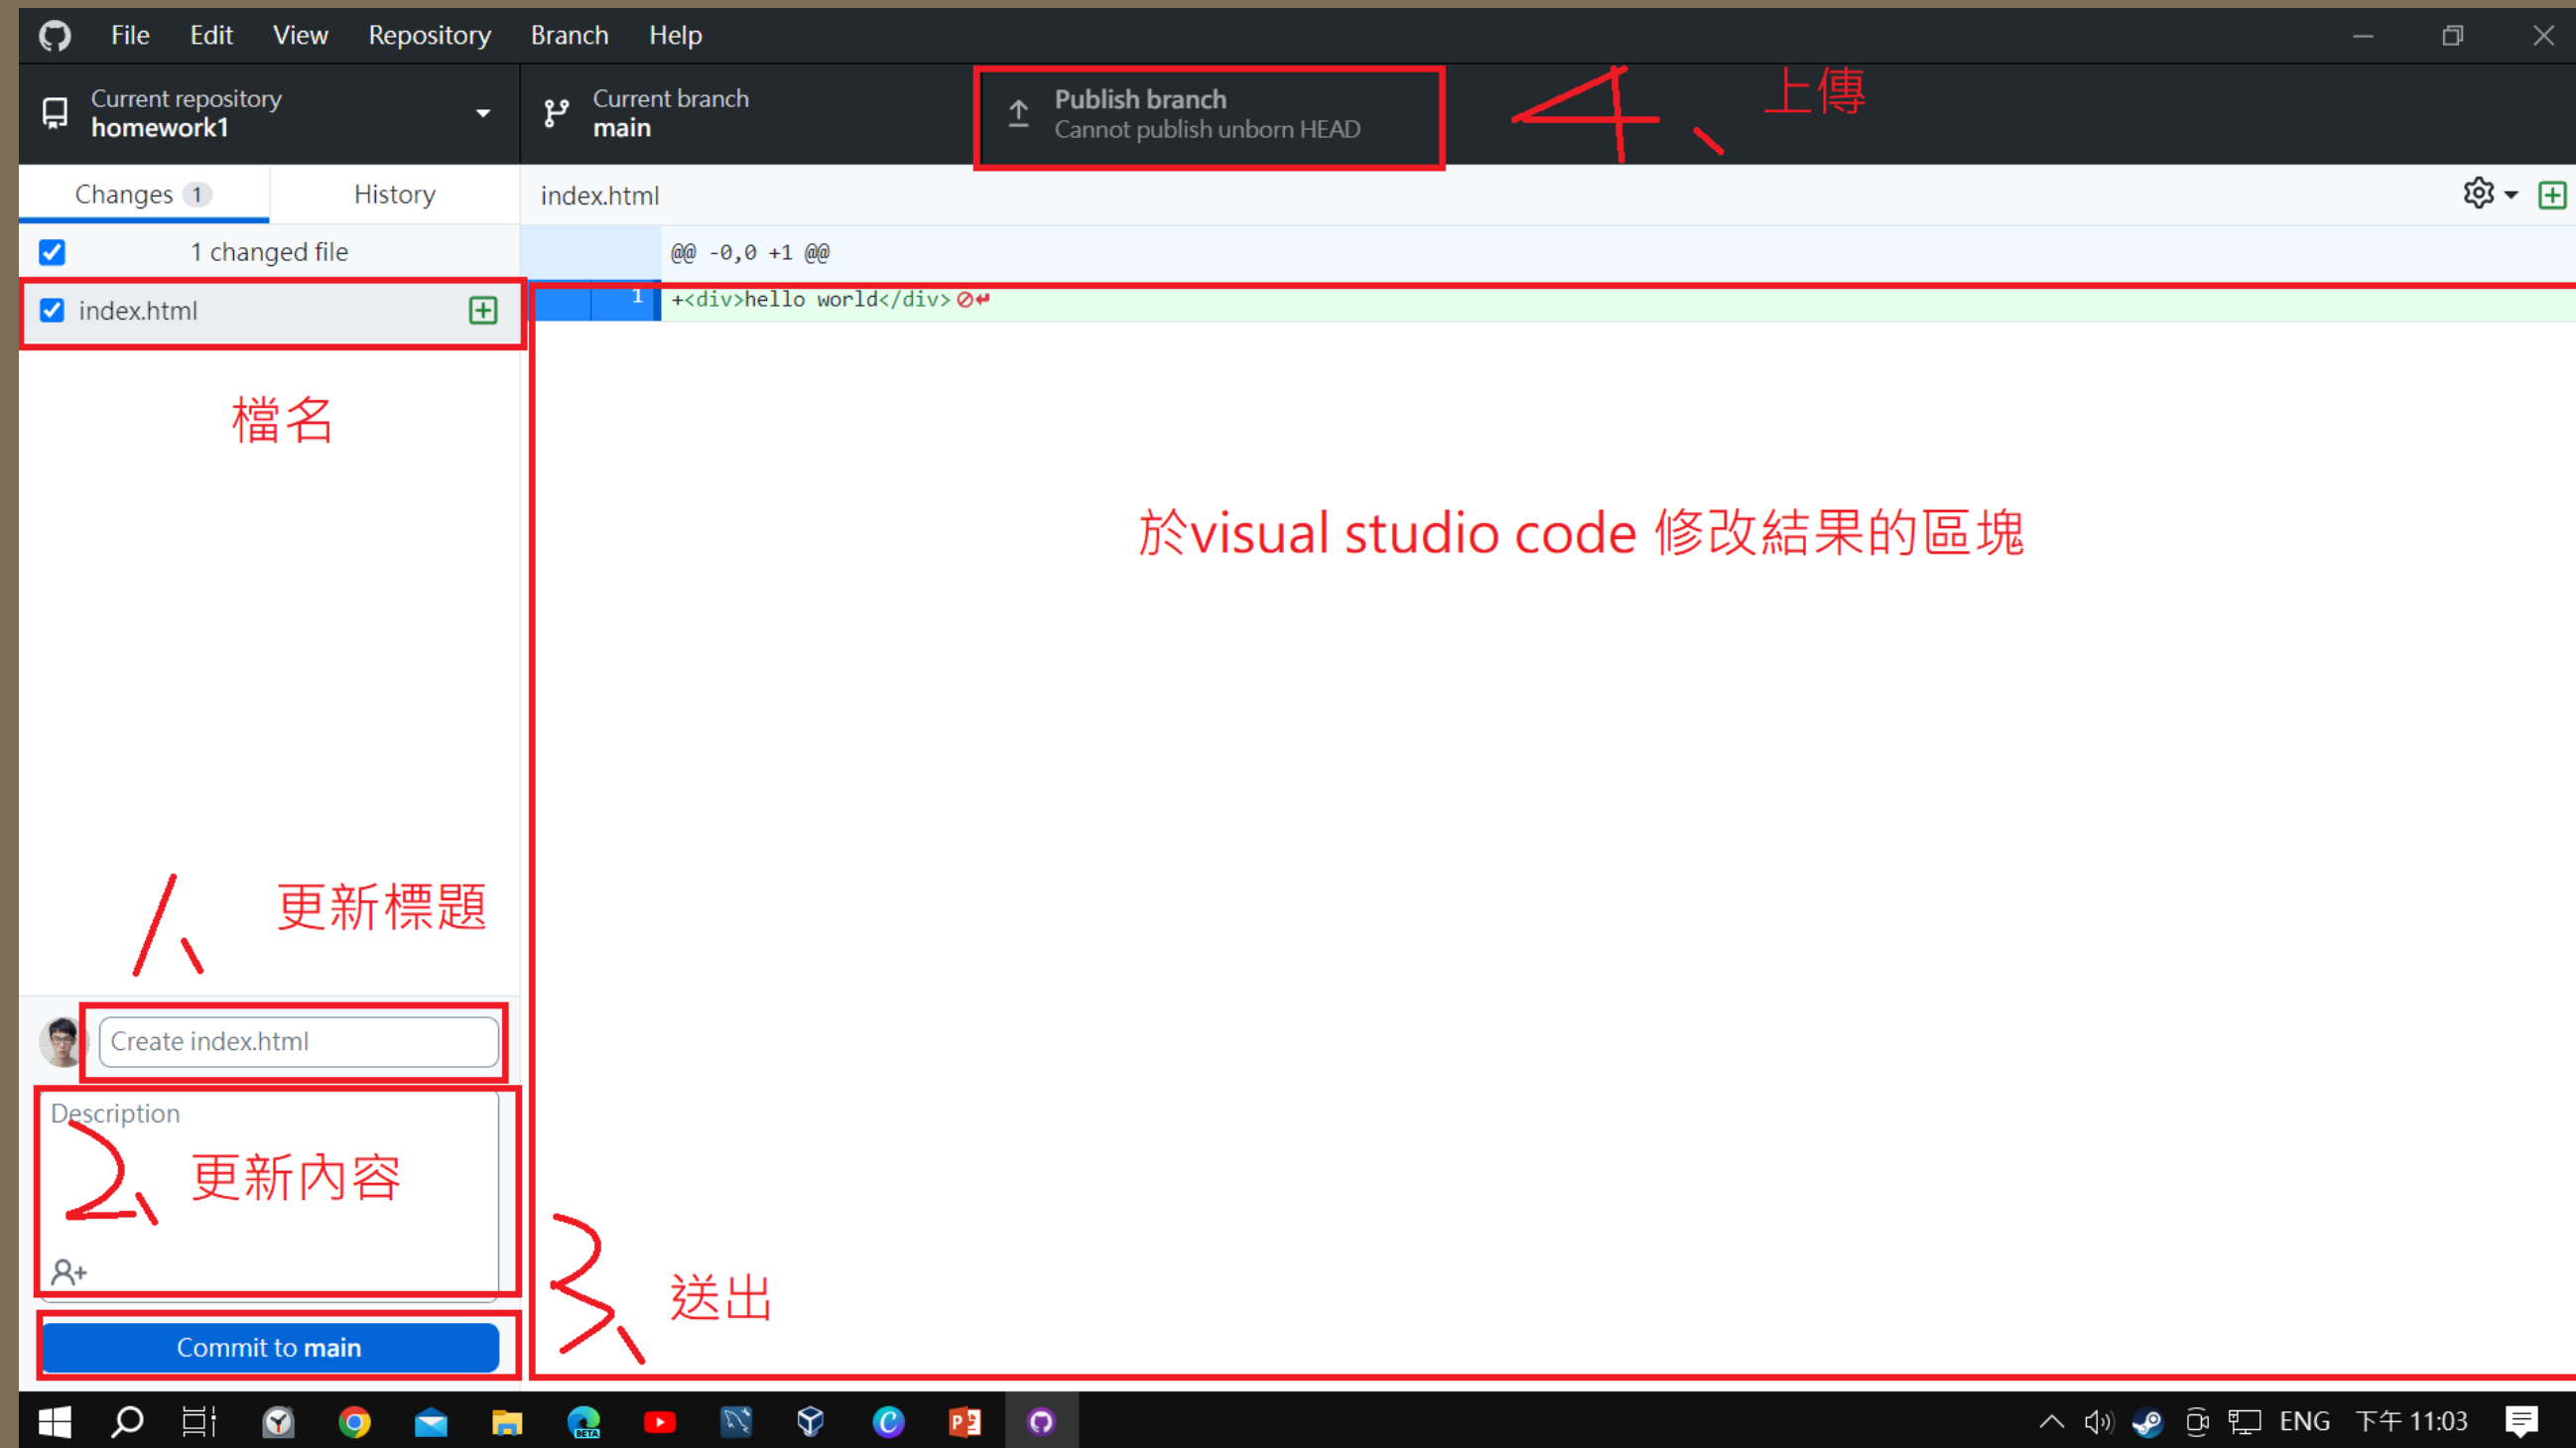 File Edit View Repository Branch Help
Current repository
homework1
Current branch
main
Publish branch
Cannot publish unborn HEAD
4、 上傳
Changes 1 History
index.html
1 changed file
@@ -0,0 +1 @@
index.html
1 +<div>hello world</div>
檔名
於visual studio code 修改結果的區塊
1、 更新標題
Create index.html
Description
2、 更新內容
3、 送出
Commit to main
BETA
ENG 下午 11:03